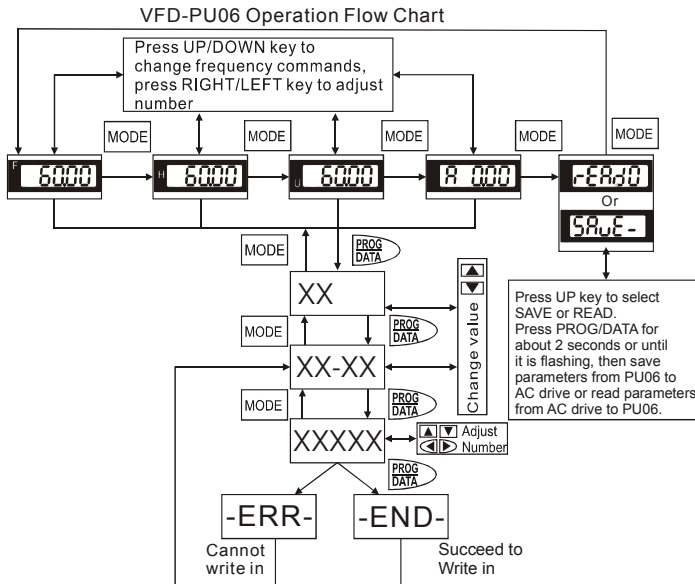 VFD-PU06 Operation Flow Chart
Press UP/DOWN key to
change frequency commands,
press RIGHT/LEFT key to adjust
number
MODE
MODE
MODE
MODE
MODE
F 60.00
H 60.00
U 60.00
A 0.00
rEAd0
Or
SAvE-
MODE
PROG
DATA
XX
MODE
PROG
DATA
XX-XX
MODE
PROG
DATA
XXXXX
Change value
Adjust
Number
PROG
DATA
Press UP key to select
SAVE or READ.
Press PROG/DATA for
about 2 seconds or until
it is flashing, then save
parameters from PU06 to
AC drive or read parameters
from AC drive to PU06.
-ERR-
-END-
Cannot
write in
Succeed to
Write in